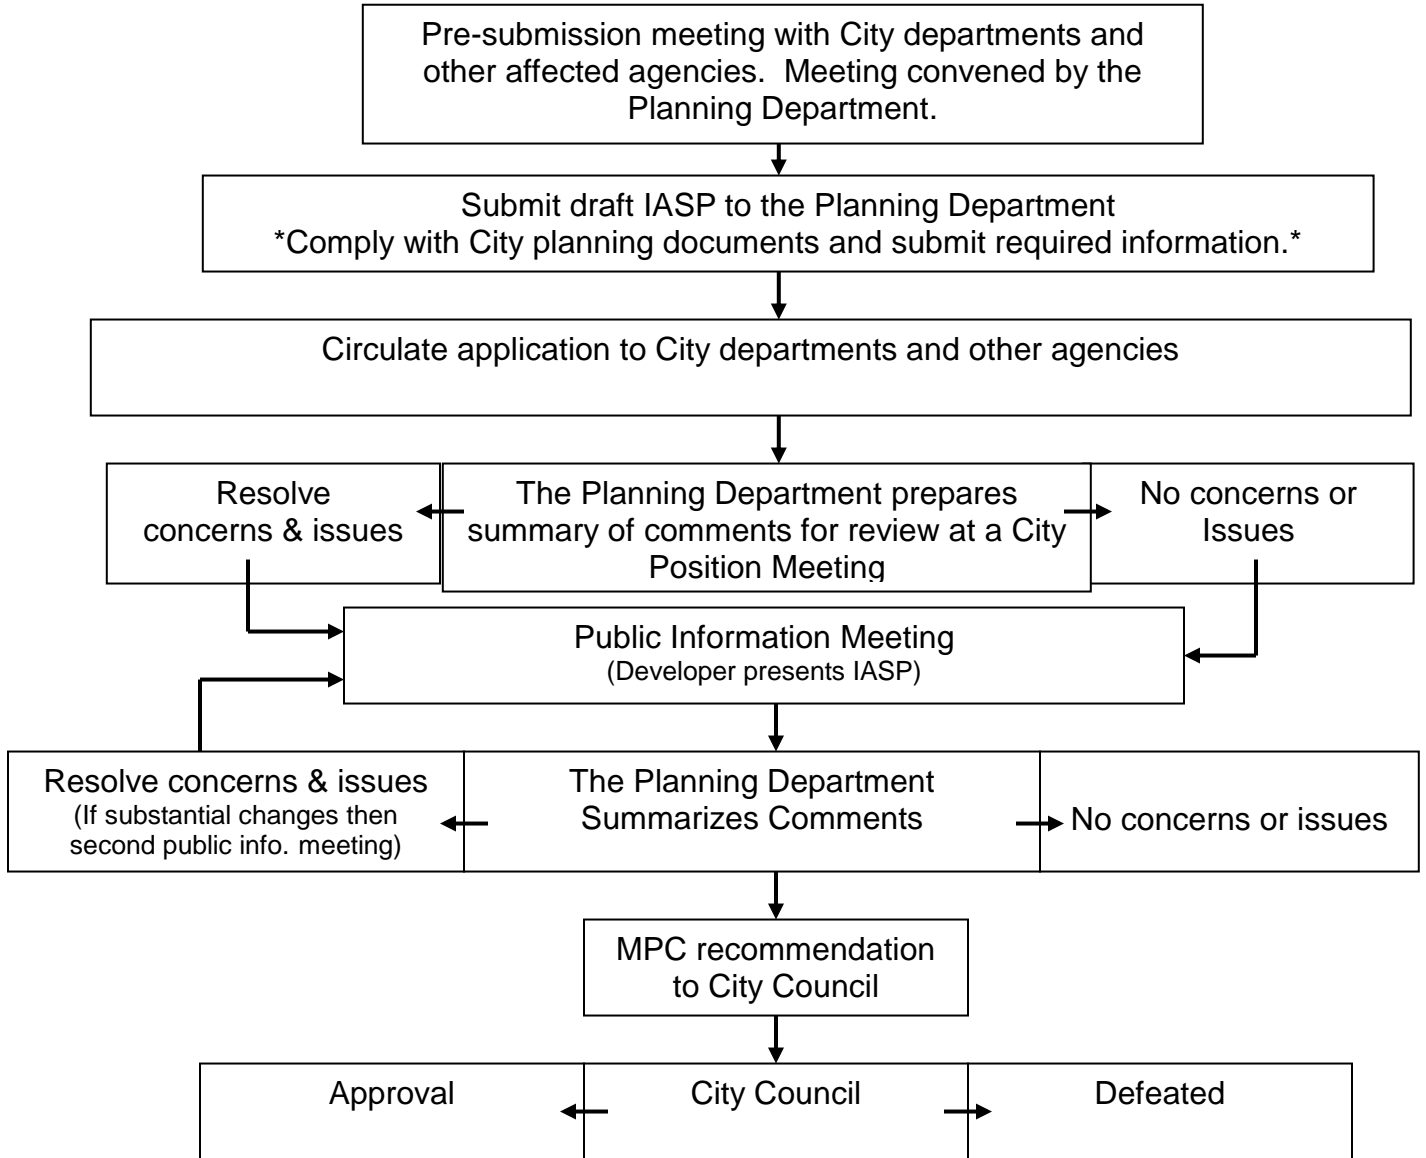 Pre-submission meeting with City departments and
other affected agencies.  Meeting convened by the
Planning Department.
Submit draft IASP to the Planning Department
*Comply with City planning documents and submit required information.*
Circulate application to City departments and other agencies
Resolve
concerns & issues
The Planning Department prepares
summary of comments for review at a City
Position Meeting
No concerns or
Issues
Public Information Meeting
(Developer presents IASP)
Resolve concerns & issues
(If substantial changes then
second public info. meeting)
The Planning Department
Summarizes Comments
No concerns or issues
MPC recommendation
to City Council
Approval
City Council
Defeated